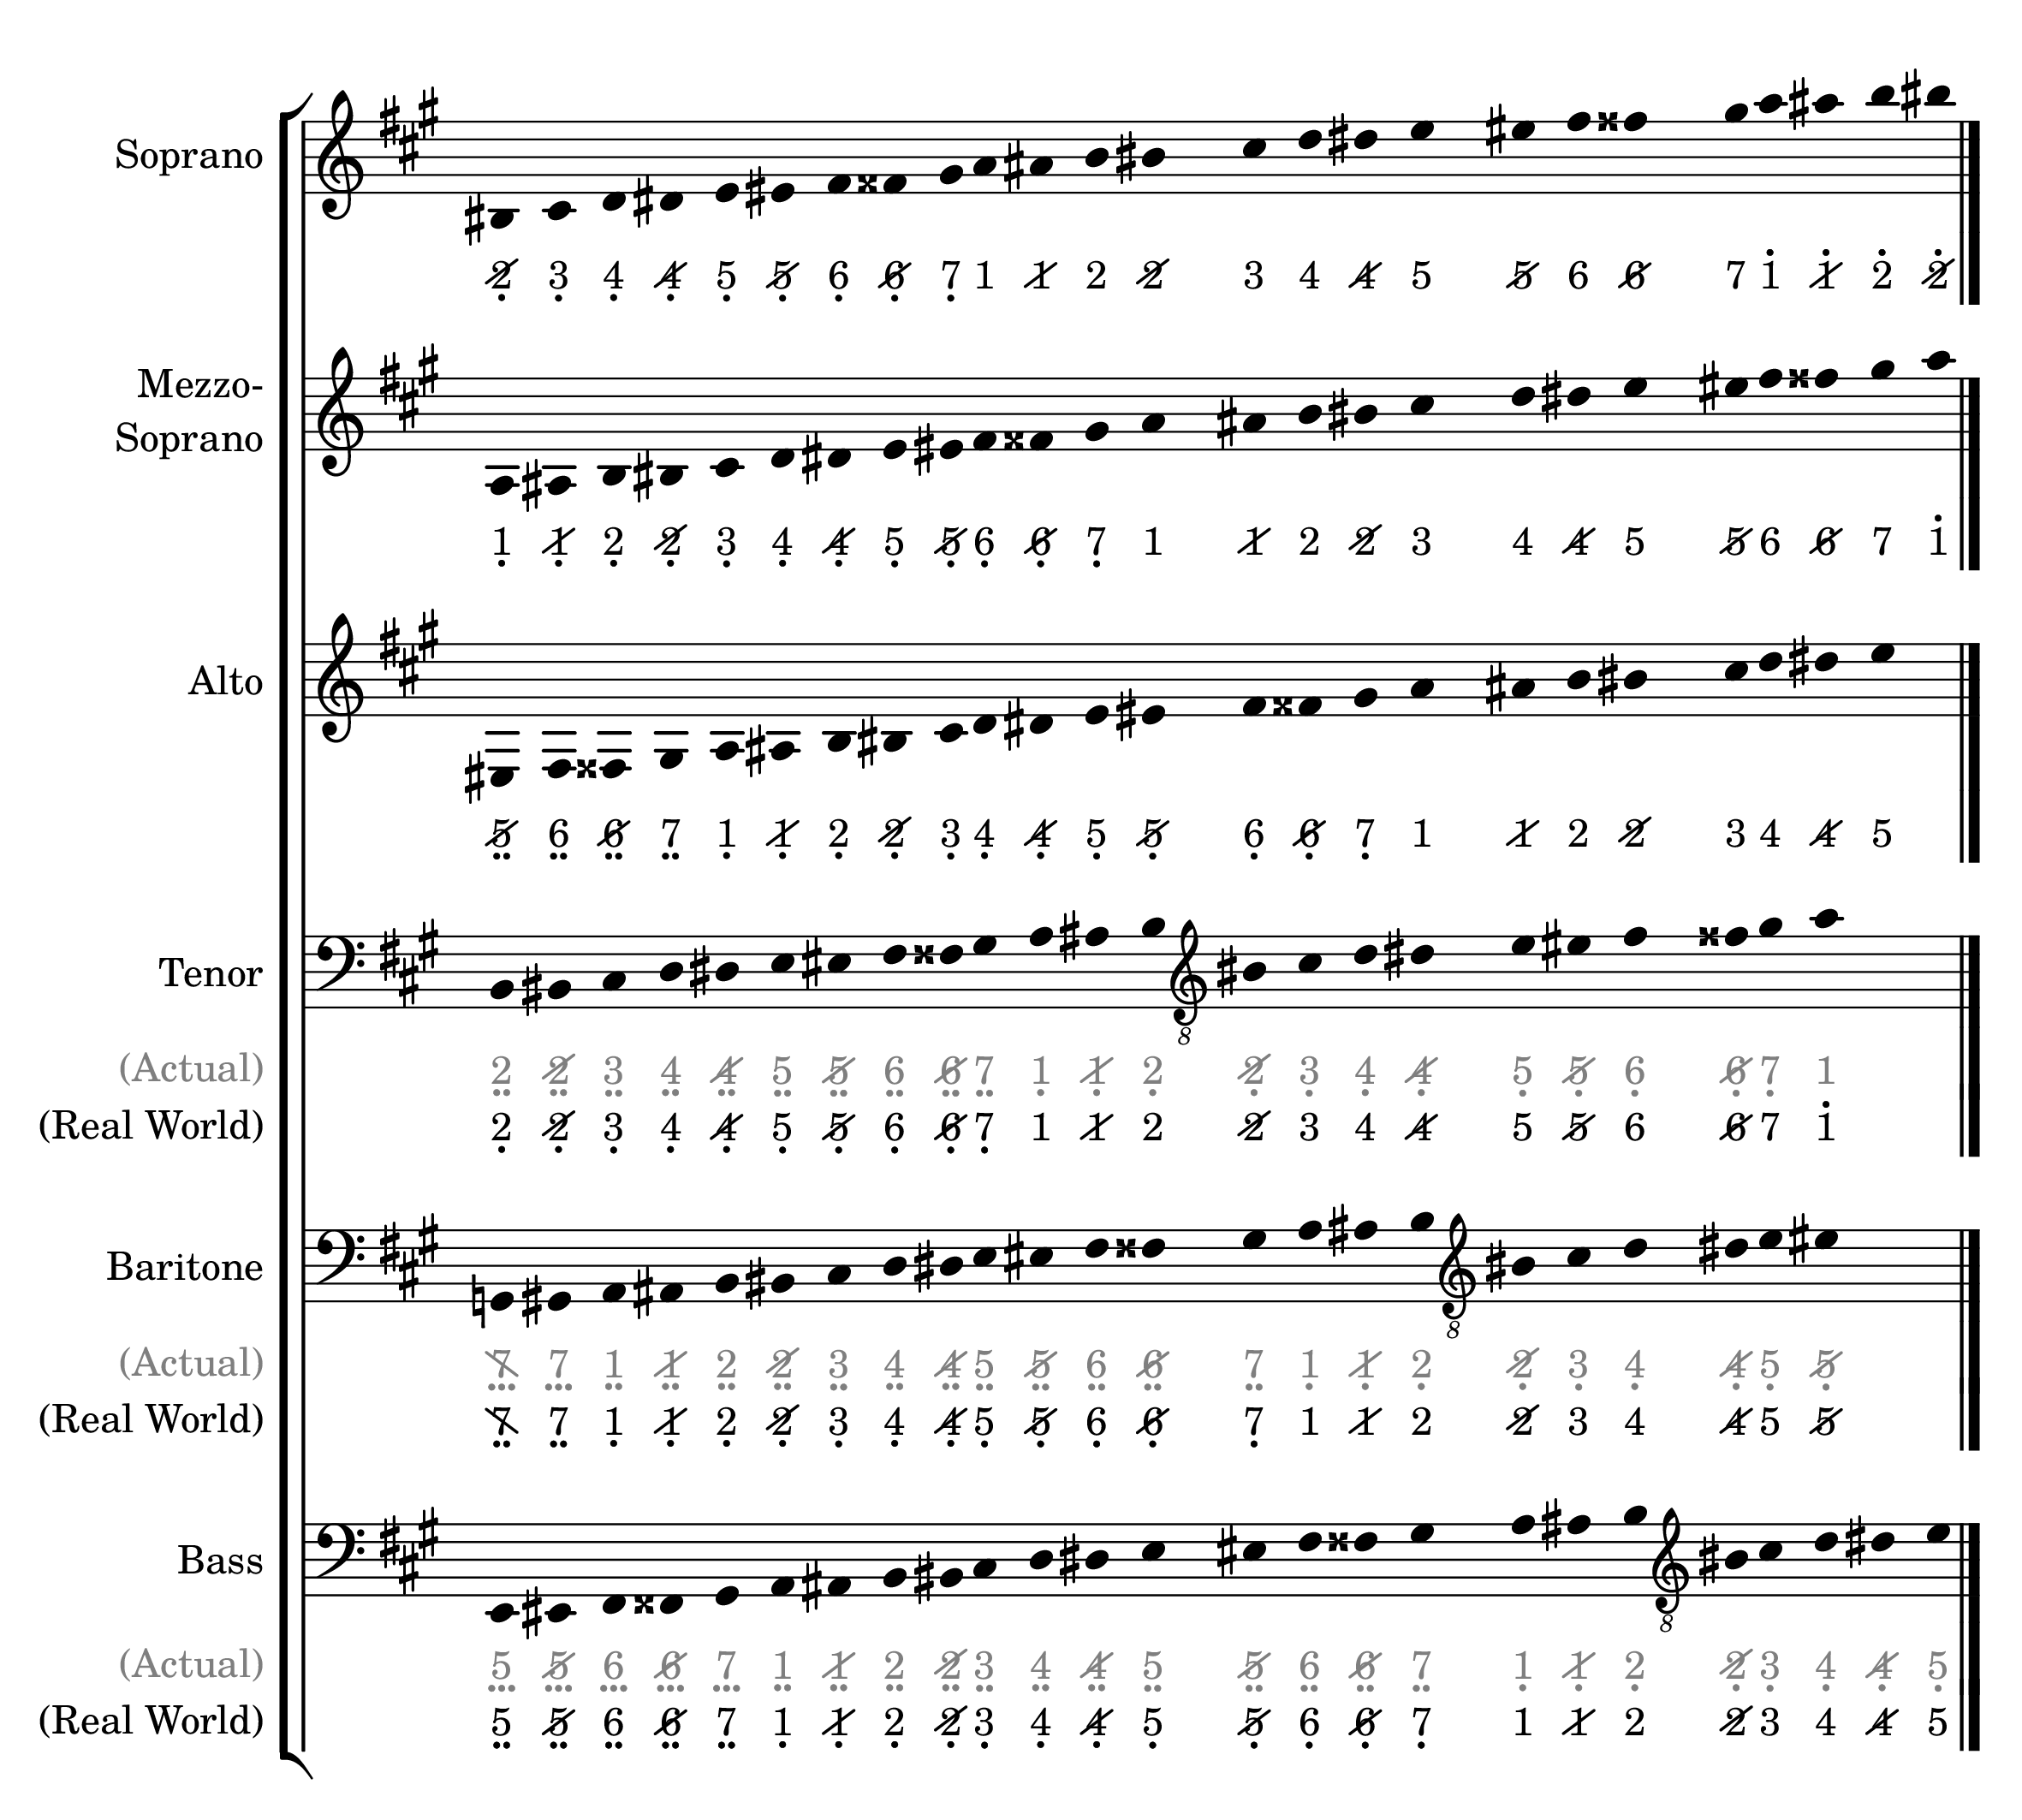 Soprano
2 3 4 4 5 5 6 6 7 1 1 2 2 3 4 4 5 5 6 6 7 1 1 2 2
Mezzo-
Soprano
1 1 2 2 3 4 4 5 5 6 6 7 1 1 2 2 3 4 4 5 5 6 6 7 1
Alto
5 6 6 7 1 1 2 2 3 4 4 5 5 6 6 7 1 1 2 2 3 4 4 5
Tenor
8
(Actual) 2 2 3 4 4 5 5 6 6 7 1 1 2 2 3 4 4 5 5 6 6 7 1
(Real World) 2 2 3 4 4 5 5 6 6 7 1 1 2 2 3 4 4 5 5 6 6 7 1
Baritone
8
(Actual) 7 7 1 1 2 2 3 4 4 5 5 6 6 7 1 1 2 2 3 4 4 5 5
(Real World) 7 7 1 1 2 2 3 4 4 5 5 6 6 7 1 1 2 2 3 4 4 5 5
Bass
8
(Actual) 5 5 6 6 7 1 1 2 2 3 4 4 5 5 6 6 7 1 1 2 2 3 4 4 5
(Real World) 5 5 6 6 7 1 1 2 2 3 4 4 5 5 6 6 7 1 1 2 2 3 4 4 5